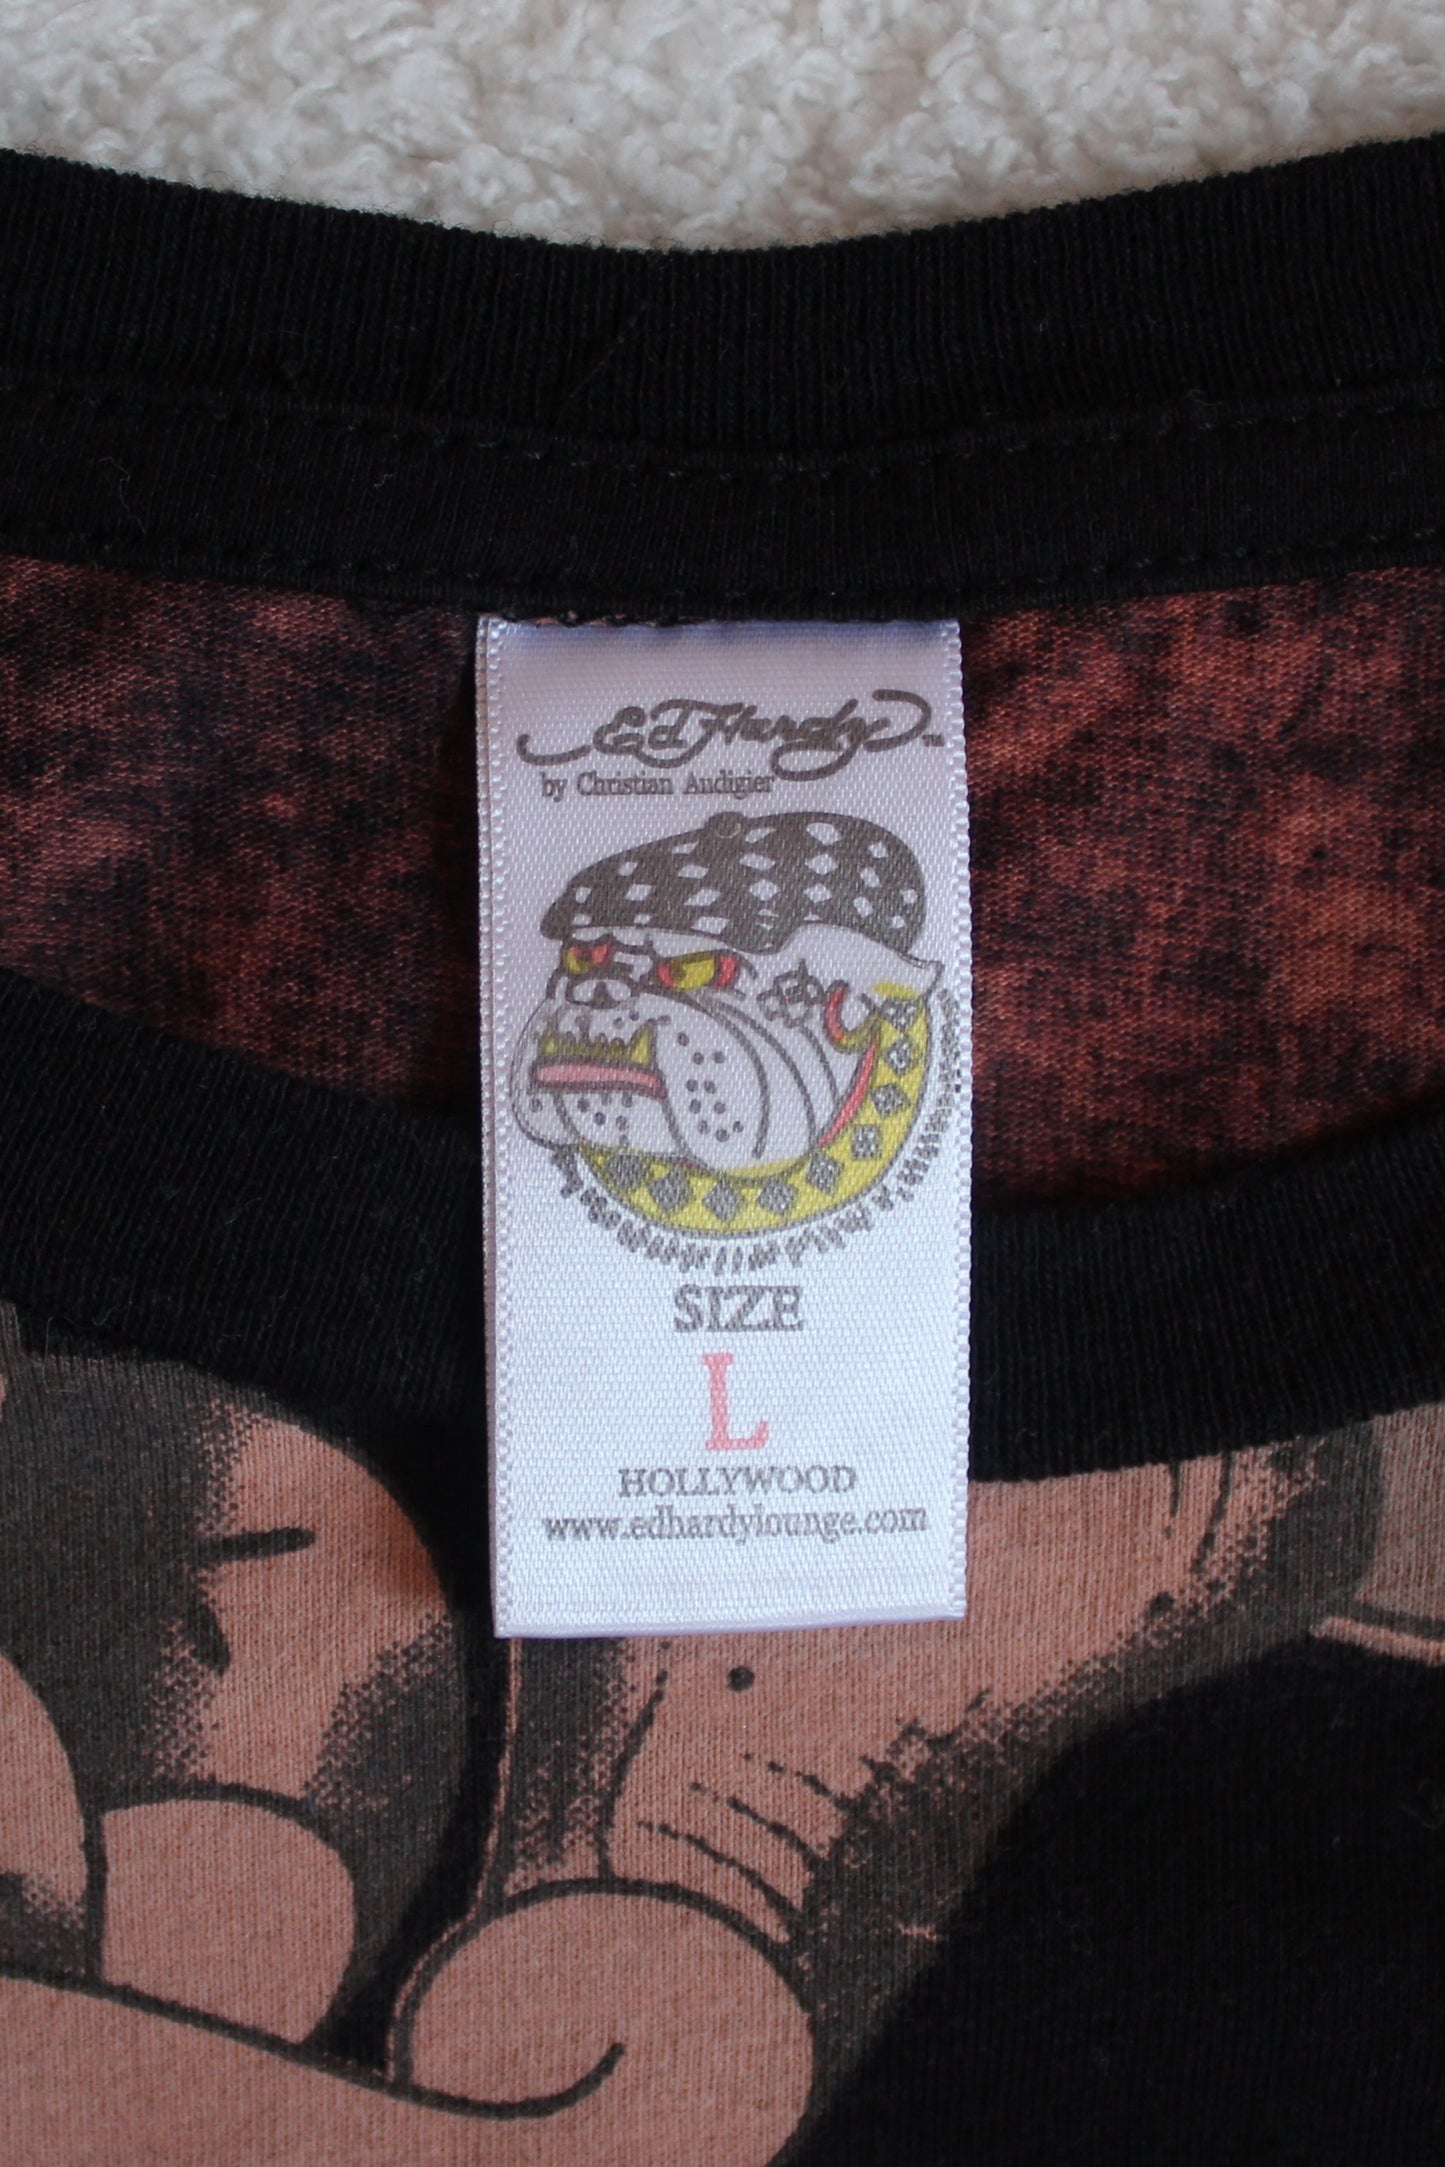 Ed Hardy™
by Christian Audigier
SIZE
L
HOLLYWOOD
www.edhardylounge.com